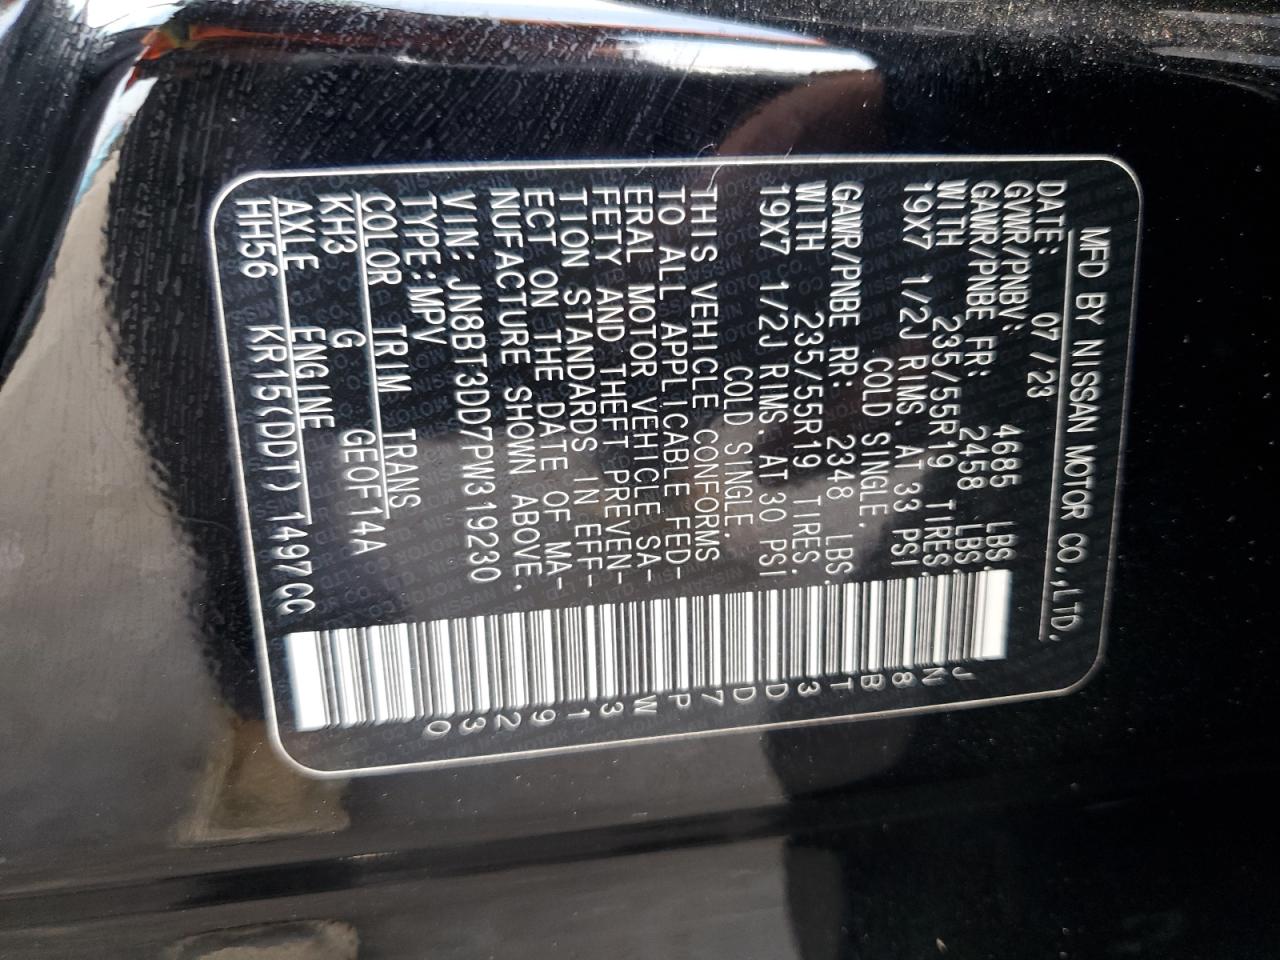 MFD BY NISSAN MOTOR CO.,LTD.
DATE: 07 / 23
GVWR/PNBV: 4685 LBS.
GAWR/PNBE FR: 2458 LBS.
WITH 235/55R19 TIRES.
19X7 1/2J RIMS. AT 33 PSI
COLD SINGLE.
GAWR/PNBE RR: 2348 LBS.
WITH 235/55R19 TIRES.
19X7 1/2J RIMS. AT 30 PSI
COLD SINGLE.
THIS VEHICLE CONFORMS
TO ALL APPLICABLE FED-
ERAL MOTOR VEHICLE SA-
FETY AND THEFT PREVEN-
TION STANDARDS IN EFF-
ECT ON THE DATE OF MA-
NUFACTURE SHOWN ABOVE.
VIN: JN8BT3DD7PW319230
TYPE: MPV
COLOR TRIM TRANS
KH3 G GE0F14A
AXLE ENGINE
HH56 KR15(DDT) 1497CC
JN8BT3DD7PW319230